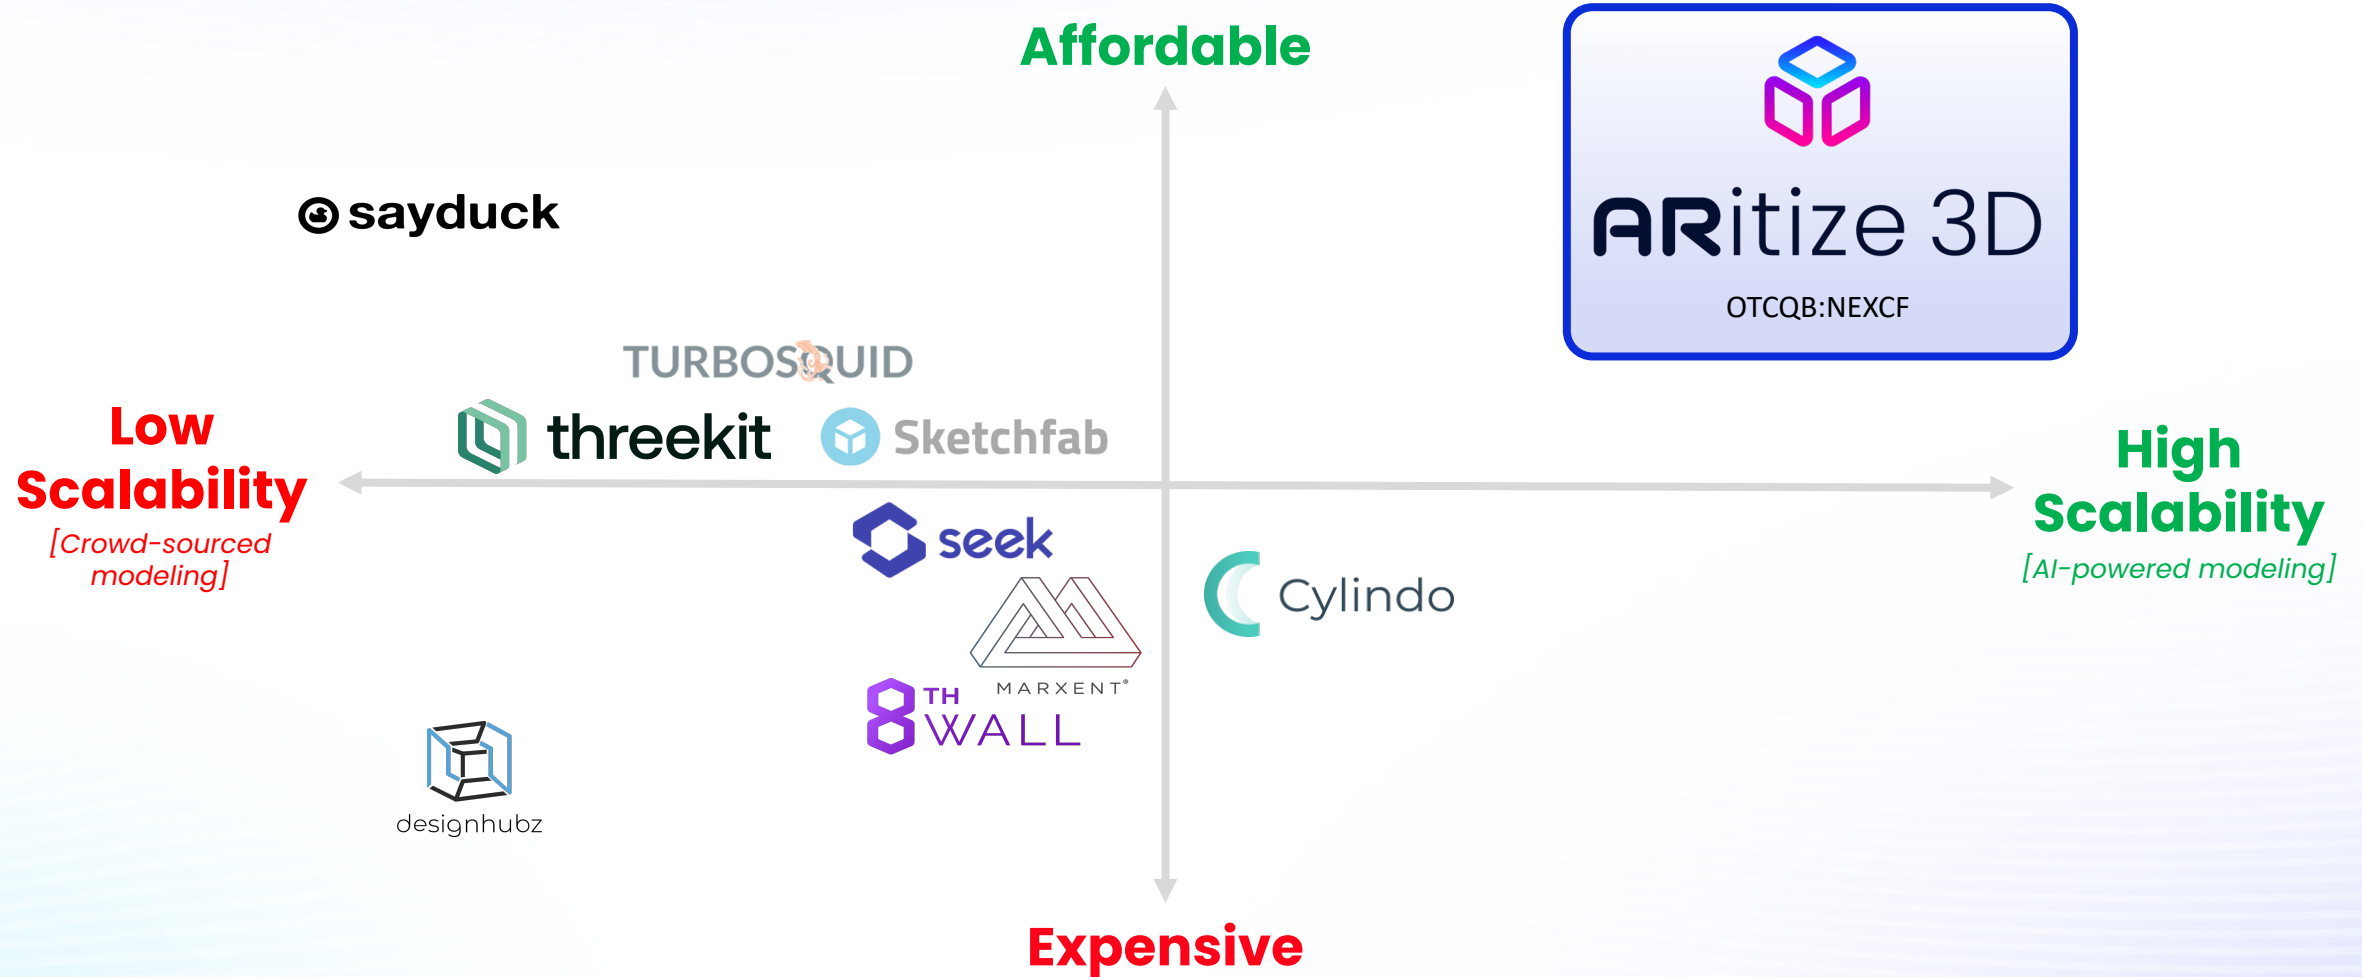 Affordable
ARitize 3D
OTCQB:NEXCF
sayduck
TURBOSQUID
threekit
Sketchfab
Low
Scalability
[Crowd-sourced
modeling]
High
Scalability
[AI-powered modeling]
seek
Cylindo
MARXENT®
8TH
WALL
designhubz
Expensive